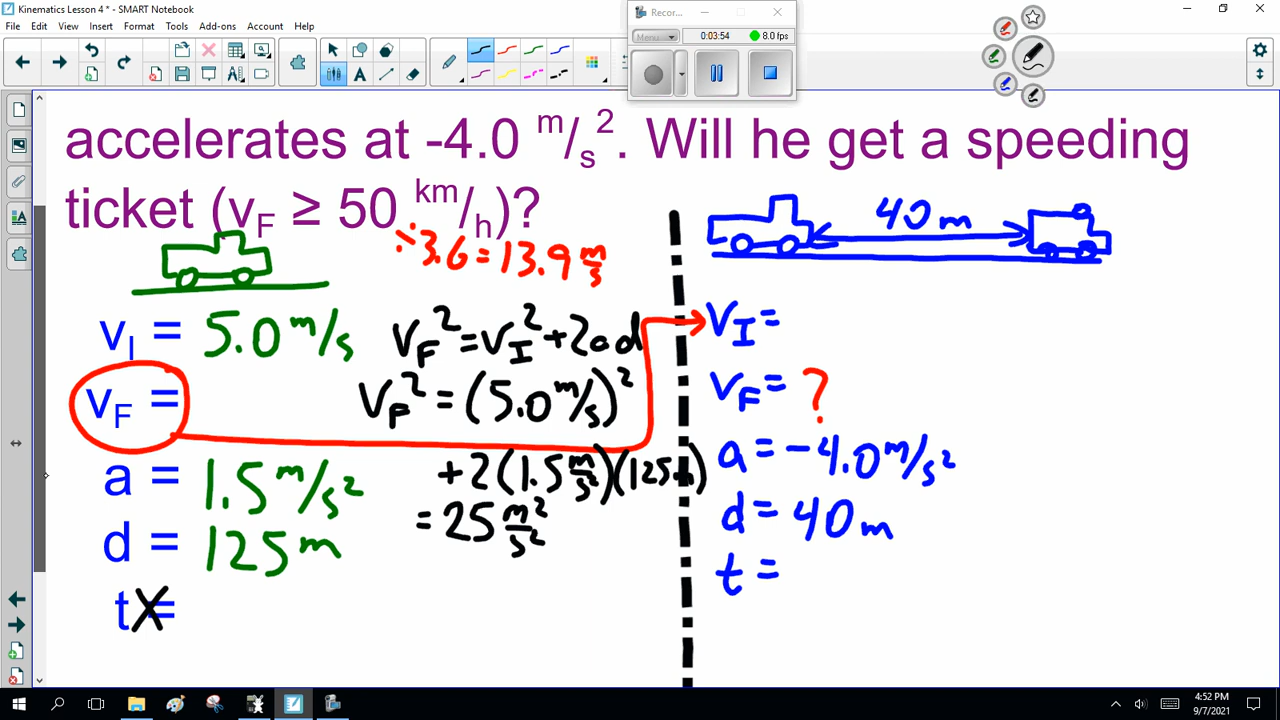 Kinematics Lesson 4 * - SMART Notebook
Recor...
File Edit View Insert Format Tools Add-ons Help
Menu
00:03:54
8.0 fps
accelerates at -4.0 m/s². Will he get a speeding
ticket (vF ≥ 50 km/h)?
÷3.6 = 13.9 m/s
40 m
vI = 5.0 m/s
vF² = vI² + 2ad
vI =
vF =
vF² = (5.0 m/s)²
vF = ?
a = 1.5 m/s²
+2(1.5 m/s²)(125m)
a = -4.0 m/s²
= 25 m²/s²
d = 40 m
d = 125 m
t =
t =
4:52 PM
9/7/2021